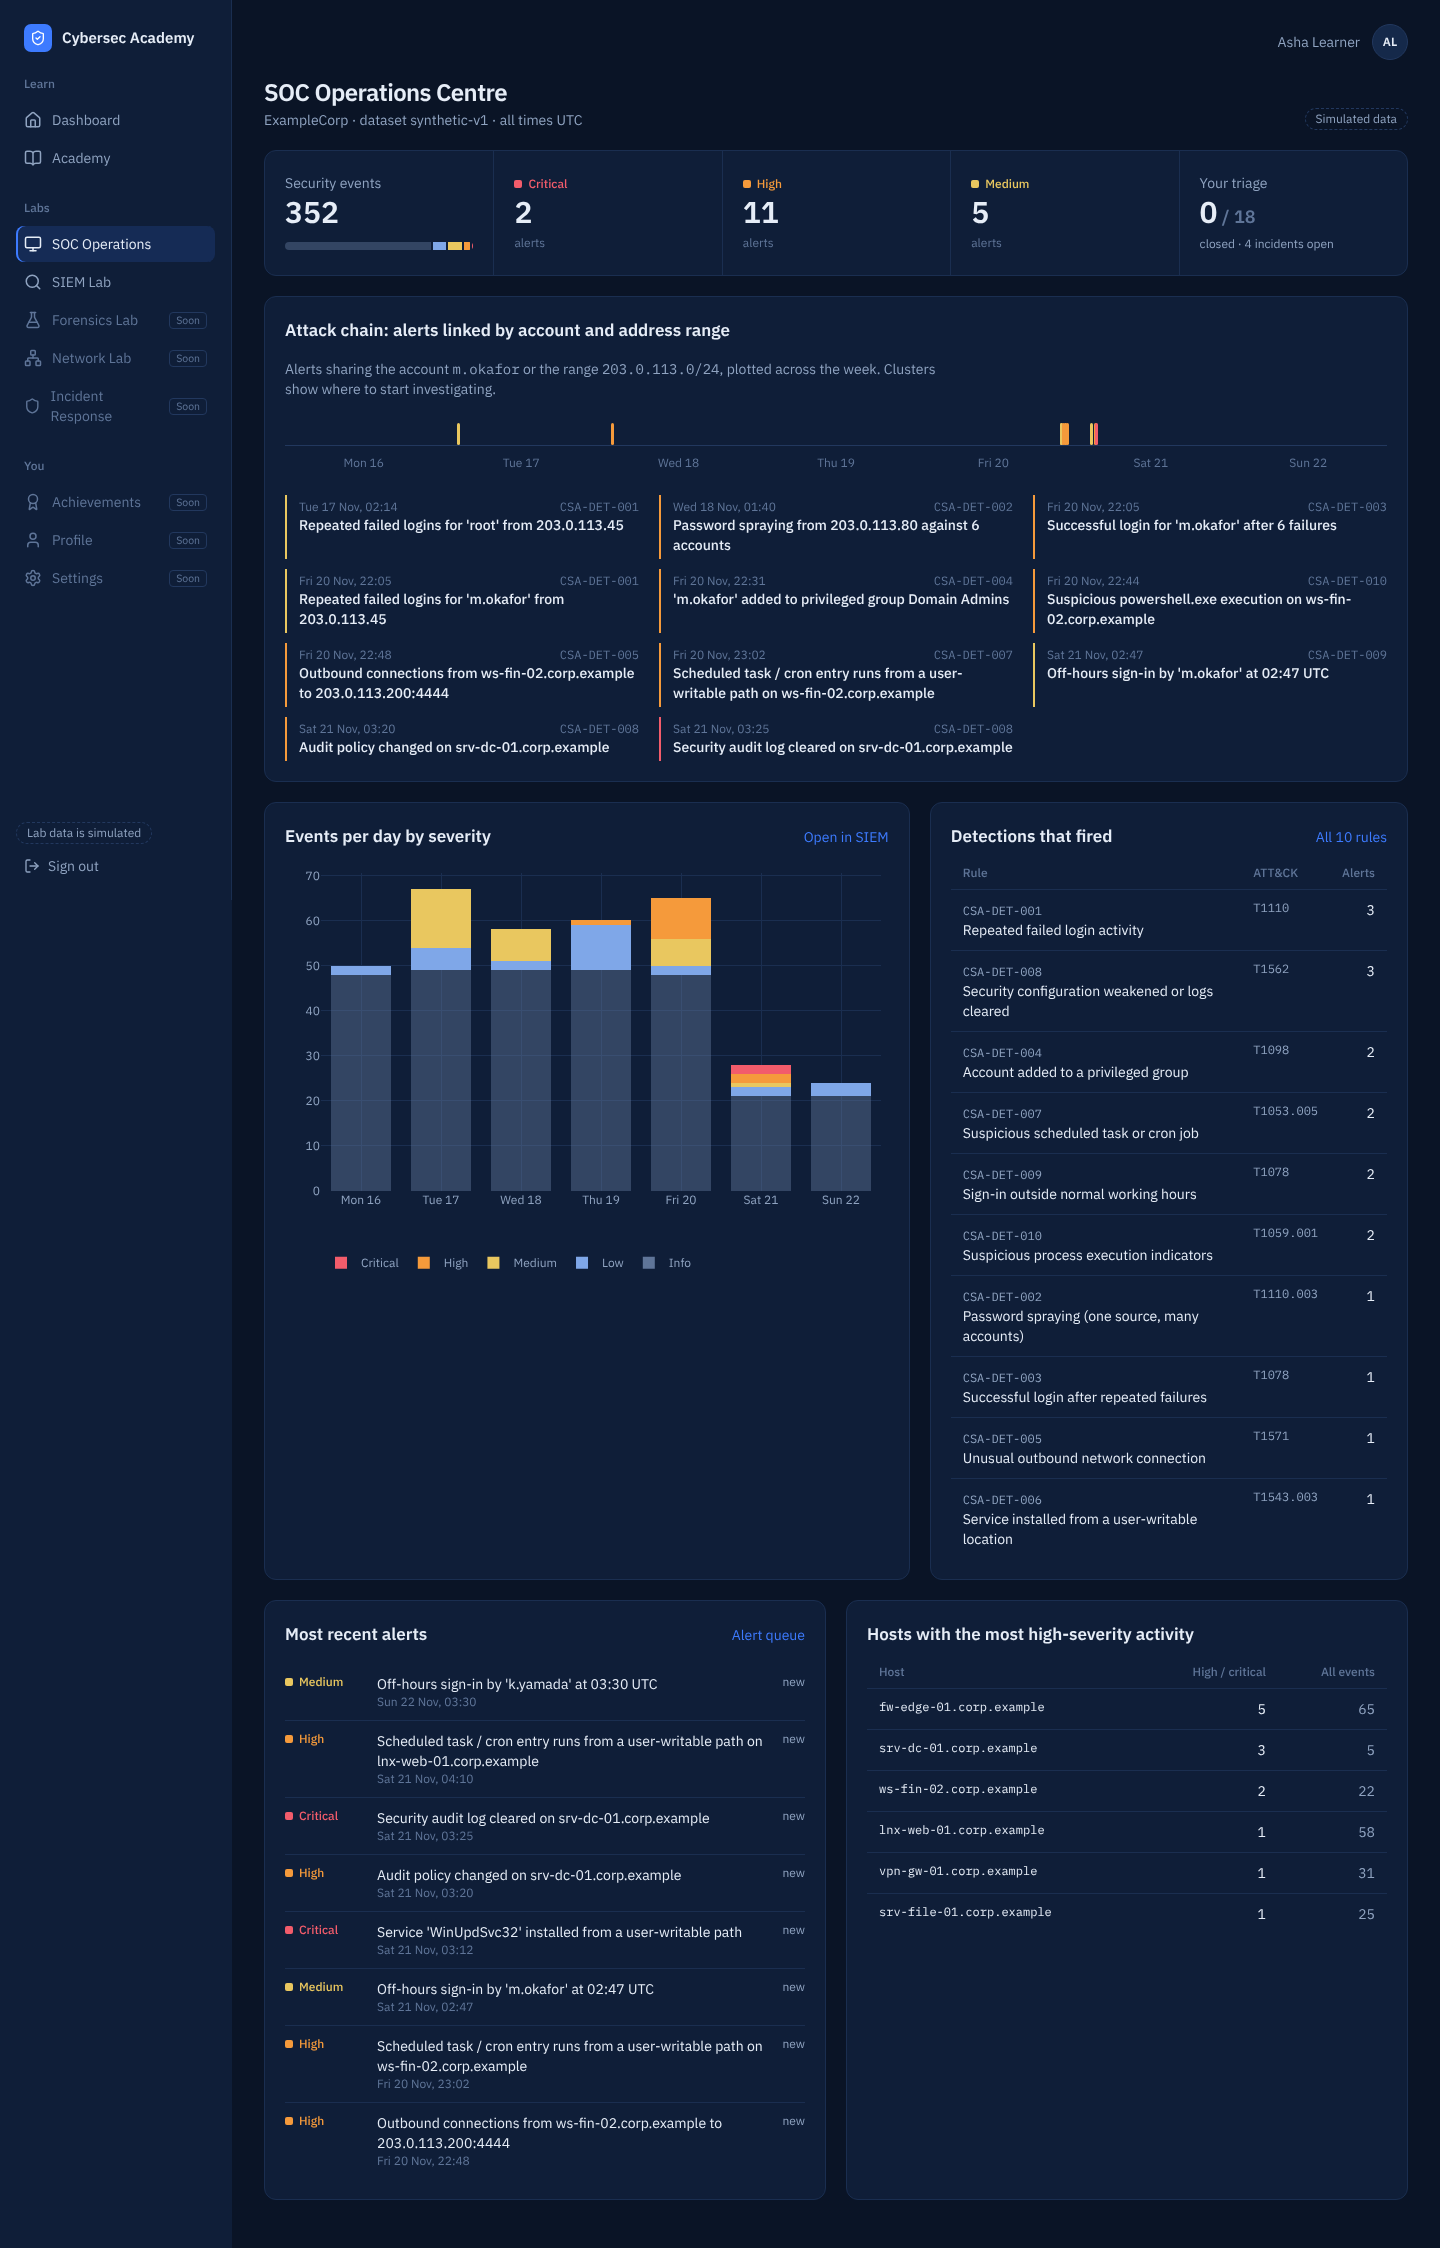 Cybersec Academy
Learn
Dashboard
Academy
Labs
SOC Operations
SIEM Lab
Forensics Lab Soon
Network Lab Soon
Incident
Response
Soon
You
Achievements Soon
Profile Soon
Settings Soon
Lab data is simulated
Sign out
Asha Learner AL
SOC Operations Centre
ExampleCorp · dataset synthetic-v1 · all times UTC
Simulated data
Security events
352
Critical
2
alerts
High
11
alerts
Medium
5
alerts
Your triage
0 / 18
closed · 4 incidents open
Attack chain: alerts linked by account and address range
Alerts sharing the account m.okafor or the range 203.0.113.0/24, plotted across the week. Clusters
show where to start investigating.
Mon 16 Tue 17 Wed 18 Thu 19 Fri 20 Sat 21 Sun 22
Tue 17 Nov, 02:14 CSA-DET-001
Repeated failed logins for 'root' from 203.0.113.45
Wed 18 Nov, 01:40 CSA-DET-002
Password spraying from 203.0.113.80 against 6
accounts
Fri 20 Nov, 22:05 CSA-DET-003
Successful login for 'm.okafor' after 6 failures
Fri 20 Nov, 22:05 CSA-DET-001
Repeated failed logins for 'm.okafor' from
203.0.113.45
Fri 20 Nov, 22:31 CSA-DET-004
'm.okafor' added to privileged group Domain Admins
Fri 20 Nov, 22:44 CSA-DET-010
Suspicious powershell.exe execution on ws-fin-
02.corp.example
Fri 20 Nov, 22:48 CSA-DET-005
Outbound connections from ws-fin-02.corp.example
to 203.0.113.200:4444
Fri 20 Nov, 23:02 CSA-DET-007
Scheduled task / cron entry runs from a user-
writable path on ws-fin-02.corp.example
Sat 21 Nov, 02:47 CSA-DET-009
Off-hours sign-in by 'm.okafor' at 02:47 UTC
Sat 21 Nov, 03:20 CSA-DET-008
Audit policy changed on srv-dc-01.corp.example
Sat 21 Nov, 03:25 CSA-DET-008
Security audit log cleared on srv-dc-01.corp.example
Events per day by severity Open in SIEM
70
60
50
40
30
20
10
0
Mon 16 Tue 17 Wed 18 Thu 19 Fri 20 Sat 21 Sun 22
Critical High Medium Low Info
Detections that fired All 10 rules
Rule ATT&CK Alerts
CSA-DET-001 T1110 3
Repeated failed login activity
CSA-DET-008 T1562 3
Security configuration weakened or logs
cleared
CSA-DET-004 T1098 2
Account added to a privileged group
CSA-DET-007 T1053.005 2
Suspicious scheduled task or cron job
CSA-DET-009 T1078 2
Sign-in outside normal working hours
CSA-DET-010 T1059.001 2
Suspicious process execution indicators
CSA-DET-002 T1110.003 1
Password spraying (one source, many
accounts)
CSA-DET-003 T1078 1
Successful login after repeated failures
CSA-DET-005 T1571 1
Unusual outbound network connection
CSA-DET-006 T1543.003 1
Service installed from a user-writable
location
Most recent alerts Alert queue
Medium Off-hours sign-in by 'k.yamada' at 03:30 UTC new
Sun 22 Nov, 03:30
High Scheduled task / cron entry runs from a user-writable path on new
lnx-web-01.corp.example
Sat 21 Nov, 04:10
Critical Security audit log cleared on srv-dc-01.corp.example new
Sat 21 Nov, 03:25
High Audit policy changed on srv-dc-01.corp.example new
Sat 21 Nov, 03:20
Critical Service 'WinUpdSvc32' installed from a user-writable path new
Sat 21 Nov, 03:12
Medium Off-hours sign-in by 'm.okafor' at 02:47 UTC new
Sat 21 Nov, 02:47
High Scheduled task / cron entry runs from a user-writable path on new
ws-fin-02.corp.example
Fri 20 Nov, 23:02
High Outbound connections from ws-fin-02.corp.example to new
203.0.113.200:4444
Fri 20 Nov, 22:48
Hosts with the most high-severity activity
Host High / critical All events
fw-edge-01.corp.example 5 65
srv-dc-01.corp.example 3 5
ws-fin-02.corp.example 2 22
lnx-web-01.corp.example 1 58
vpn-gw-01.corp.example 1 31
srv-file-01.corp.example 1 25